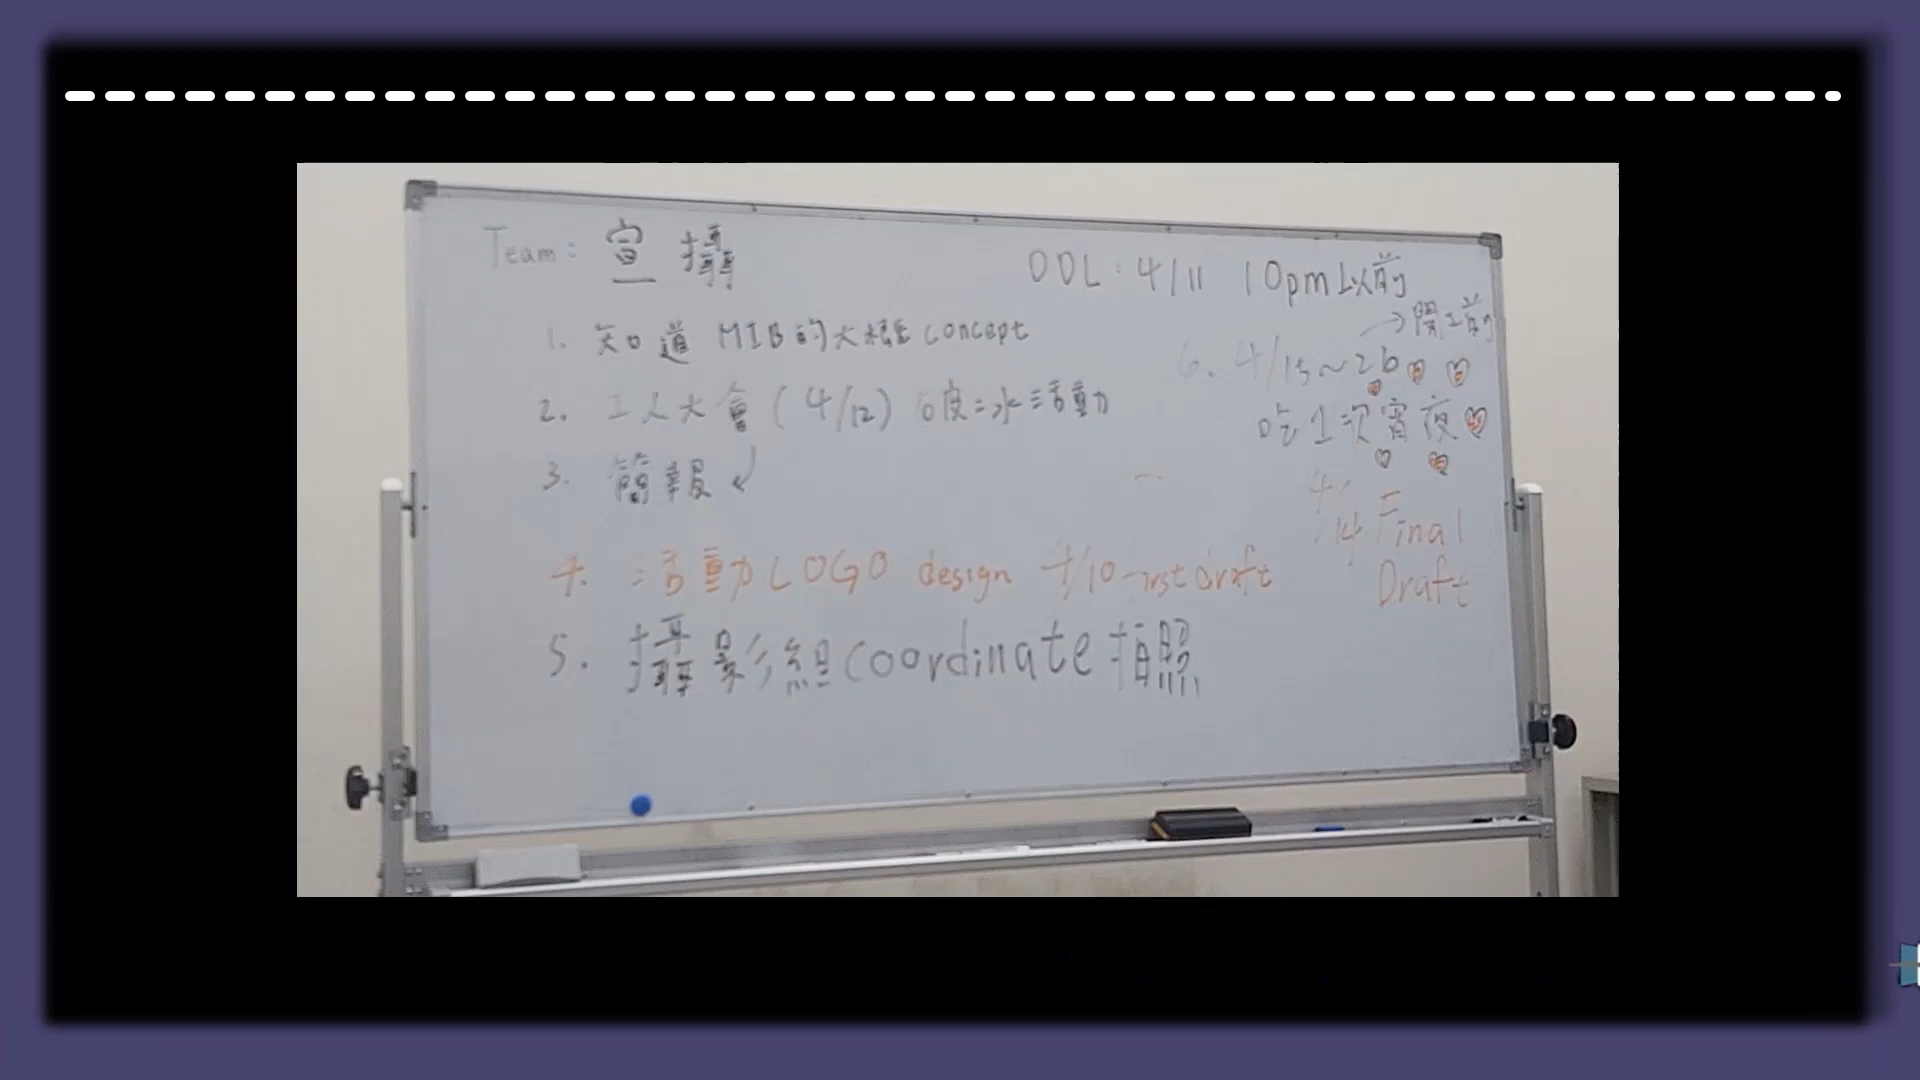 Team: 宣 攝
DDL: 4/11 10pm以前
1. 知道 MIB的大概 concept
2. 工人大會 (4/12) 破冰活動
3. 簡報
4. 活動LOGO design 4/10 First draft
4/14 Final
Draft
5. 攝影組Coordinate 拍照
6. 4/15~26
→開工前
吃1次宵夜